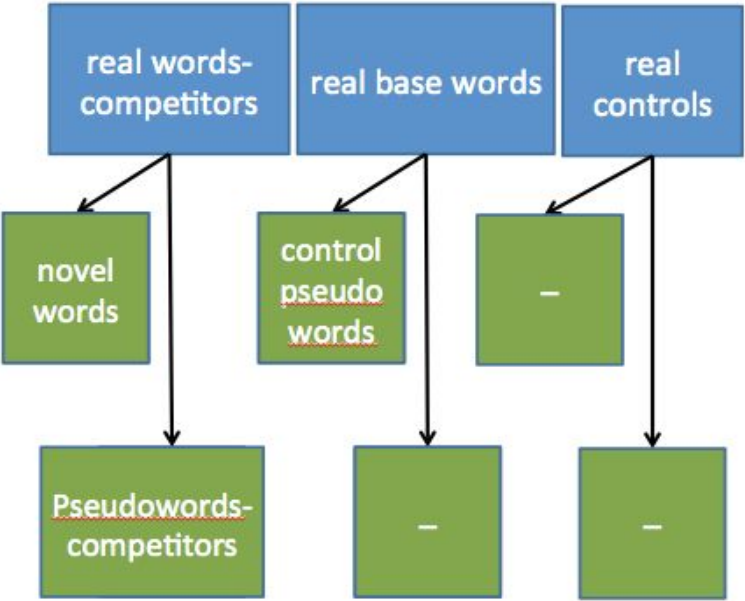 real words-
competitors
real base words
real
controls
novel
words
control
pseudo
words
–
Pseudowords-
competitors
–
–